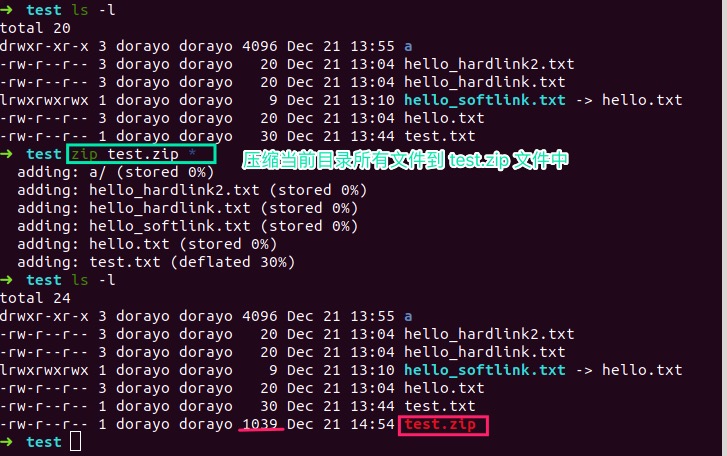 → test ls -l
total 20
drwxr-xr-x 3 dorayo dorayo 4096 Dec 21 13:55 a
-rw-r--r-- 3 dorayo dorayo 20 Dec 21 13:04 hello_hardlink2.txt
-rw-r--r-- 3 dorayo dorayo 20 Dec 21 13:04 hello_hardlink.txt
lrwxrwxrwx 1 dorayo dorayo 9 Dec 21 13:10 hello_softlink.txt -> hello.txt
-rw-r--r-- 3 dorayo dorayo 20 Dec 21 13:04 hello.txt
-rw-r--r-- 1 dorayo dorayo 30 Dec 21 13:44 test.txt
→ test zip test.zip * 压缩当前目录所有文件到 test.zip 文件中
adding: a/ (stored 0%)
adding: hello_hardlink2.txt (stored 0%)
adding: hello_hardlink.txt (stored 0%)
adding: hello_softlink.txt (stored 0%)
adding: hello.txt (stored 0%)
adding: test.txt (deflated 30%)
→ test ls -l
total 24
drwxr-xr-x 3 dorayo dorayo 4096 Dec 21 13:55 a
-rw-r--r-- 3 dorayo dorayo 20 Dec 21 13:04 hello_hardlink2.txt
-rw-r--r-- 3 dorayo dorayo 20 Dec 21 13:04 hello_hardlink.txt
lrwxrwxrwx 1 dorayo dorayo 9 Dec 21 13:10 hello_softlink.txt -> hello.txt
-rw-r--r-- 3 dorayo dorayo 20 Dec 21 13:04 hello.txt
-rw-r--r-- 1 dorayo dorayo 30 Dec 21 13:44 test.txt
-rw-r--r-- 1 dorayo dorayo 1039 Dec 21 14:54 test.zip
→ test